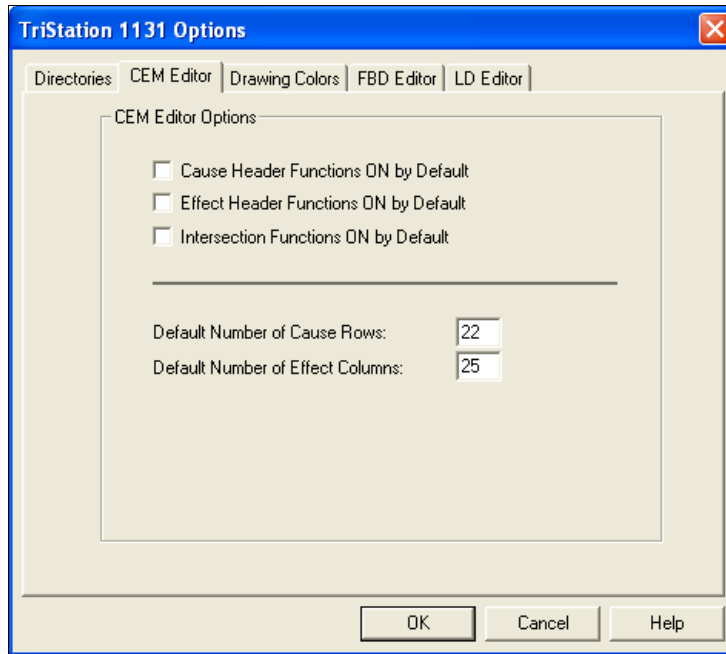 TriStation 1131 Options
Directories CEM Editor Drawing Colors FBD Editor LD Editor
CEM Editor Options
Cause Header Functions ON by Default
Effect Header Functions ON by Default
Intersection Functions ON by Default
Default Number of Cause Rows: 22
Default Number of Effect Columns: 25
OK Cancel Help